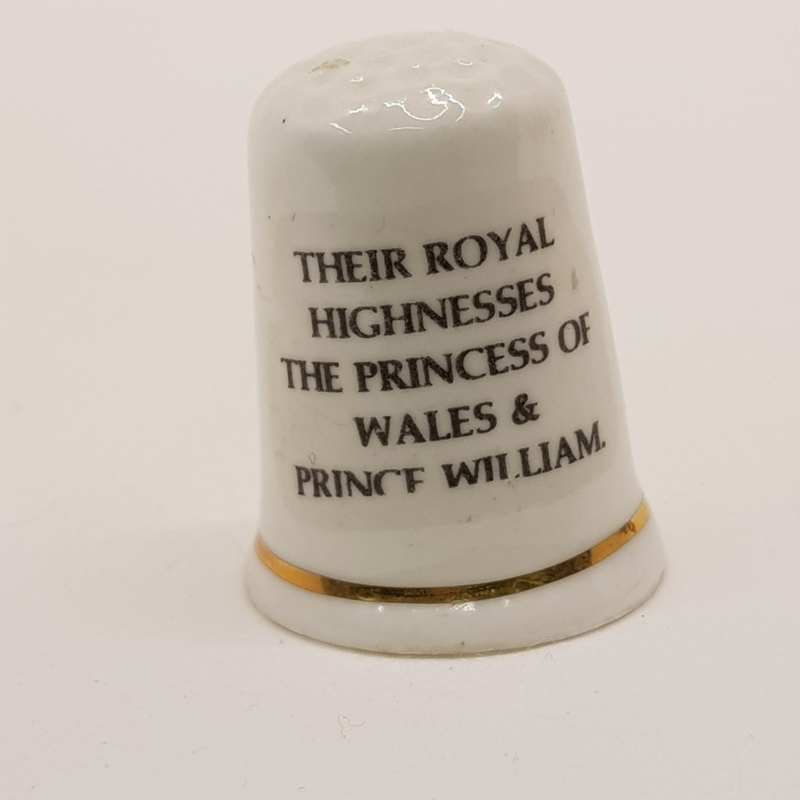 THEIR ROYAL
HIGHNESSES
THE PRINCESS OF
WALES &
PRINCE WILLIAM.